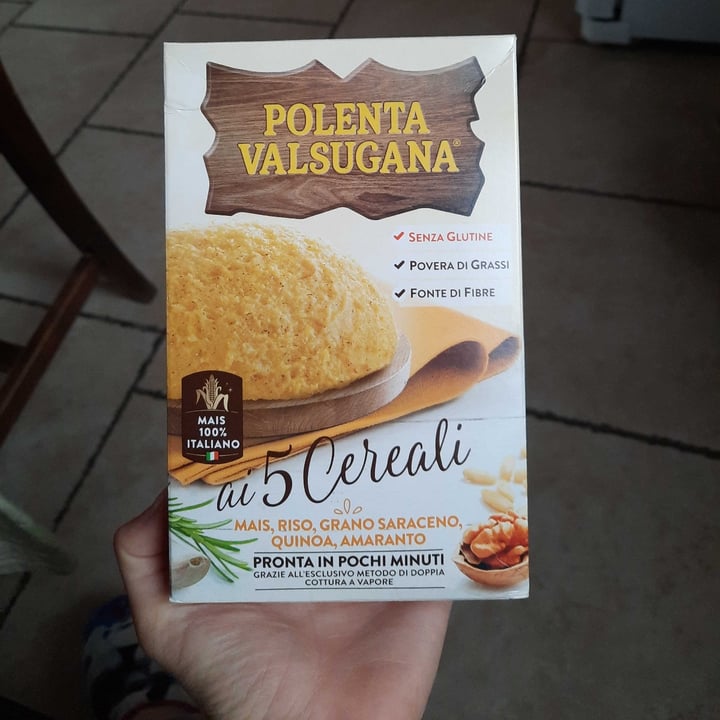 POLENTA
VALSUGANA®
✓ SENZA GLUTINE
✓ POVERA DI GRASSI
✓ FONTE DI FIBRE
MAIS
100%
ITALIANO
ai 5 Cereali
MAIS, RISO, GRANO SARACENO,
QUINOA, AMARANTO
PRONTA IN POCHI MINUTI
GRAZIE ALL'ESCLUSIVO METODO DI DOPPIA
COTTURA A VAPORE